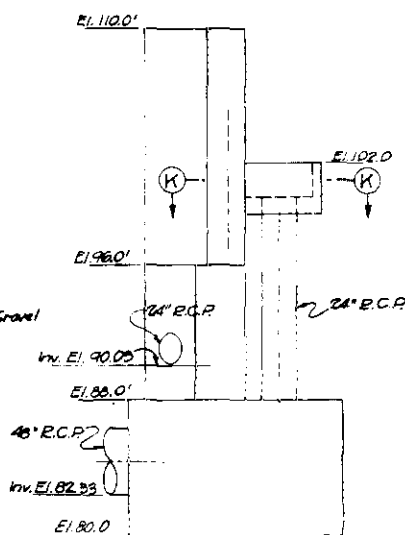 El. 110.0'
El. 102.0
K
K
El. 96.0'
Gravel
24" R.C.P.
24" R.C.P.
Inv. El. 90.08
El. 88.0'
48" R.C.P.
Inv. El. 82.33
El. 80.0